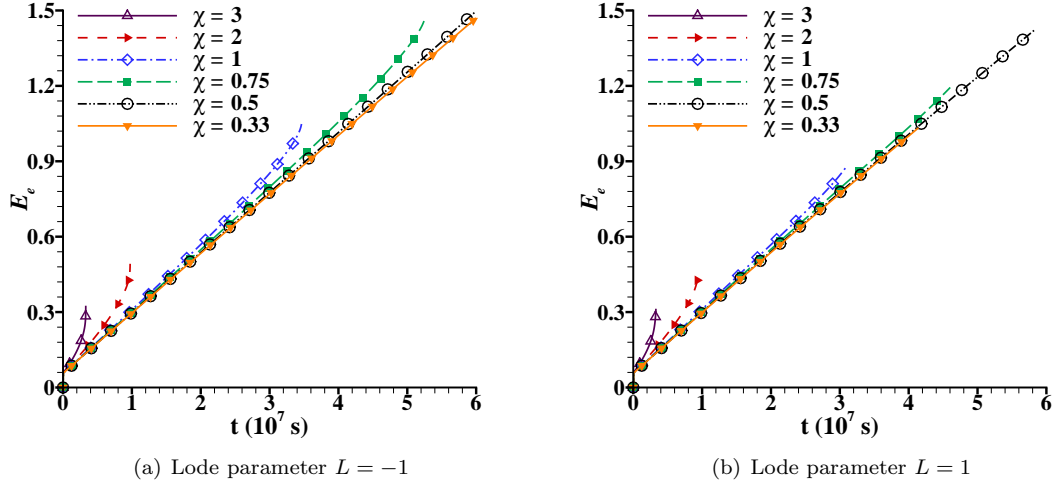 1.5
1.2
0.9
0.6
0.3
0
E_e
χ = 3
χ = 2
χ = 1
χ = 0.75
χ = 0.5
χ = 0.33
0 1 2 3 4 5 6
t (10^7 s)
(a) Lode parameter L = −1
1.5
1.2
0.9
0.6
0.3
0
E_e
χ = 3
χ = 2
χ = 1
χ = 0.75
χ = 0.5
χ = 0.33
0 1 2 3 4 5 6
t (10^7 s)
(b) Lode parameter L = 1